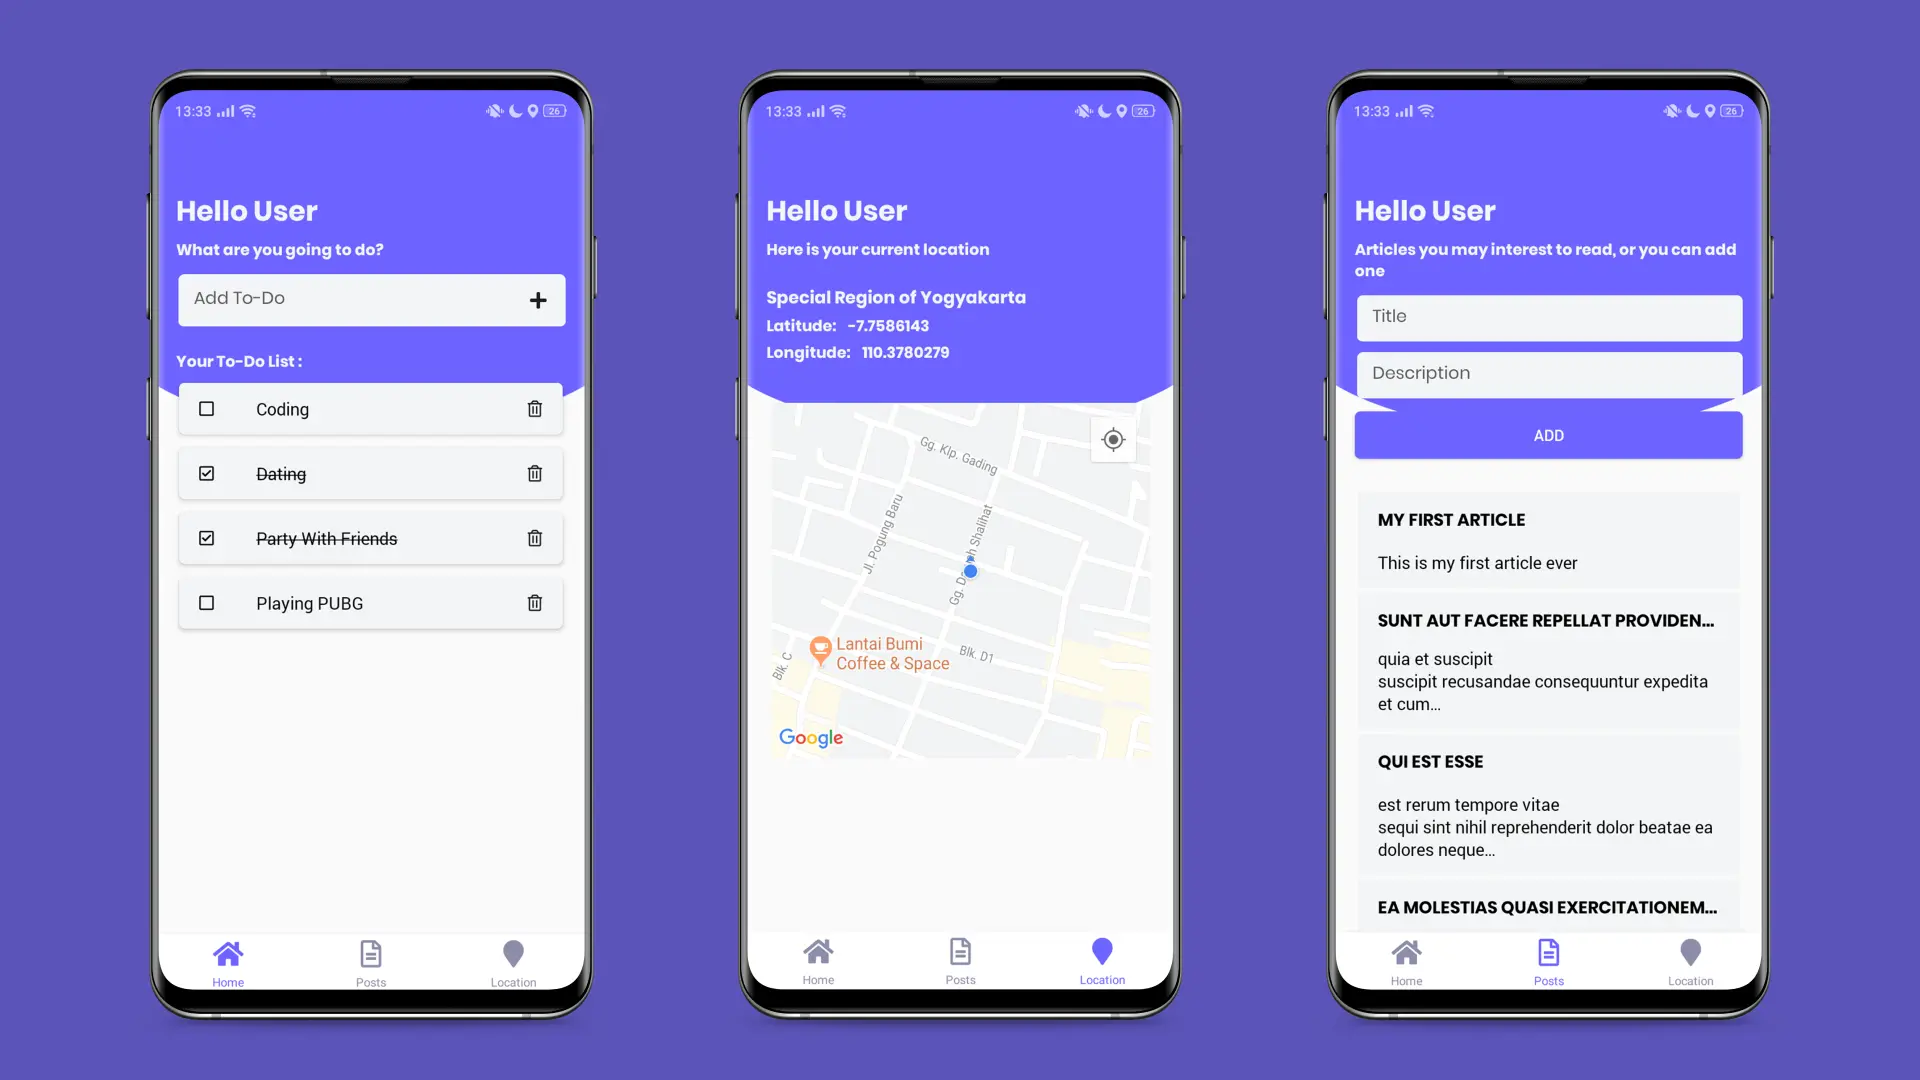 13:33
26
Hello User
What are you going to do?
Add To-Do
Your To-Do List :
Coding
Dating
Party With Friends
Playing PUBG
Home
Posts
Location
13:33
26
Hello User
Here is your current location
Special Region of Yogyakarta
Latitude: -7.7586143
Longitude: 110.3780279
Gg. Klp. Gading
Jl. Pogung Baru
Gg. D h Shalihat
Lantai Bumi
Coffee & Space
Blk. D1
Blk. C
Google
Home
Posts
Location
13:33
26
Hello User
Articles you may interest to read, or you can add
one
Title
Description
ADD
MY FIRST ARTICLE
This is my first article ever
SUNT AUT FACERE REPELLAT PROVIDEN...
quia et suscipit
suscipit recusandae consequuntur expedita
et cum...
QUI EST ESSE
est rerum tempore vitae
sequi sint nihil reprehenderit dolor beatae ea
dolores neque...
EA MOLESTIAS QUASI EXERCITATIONEM...
Home
Posts
Location